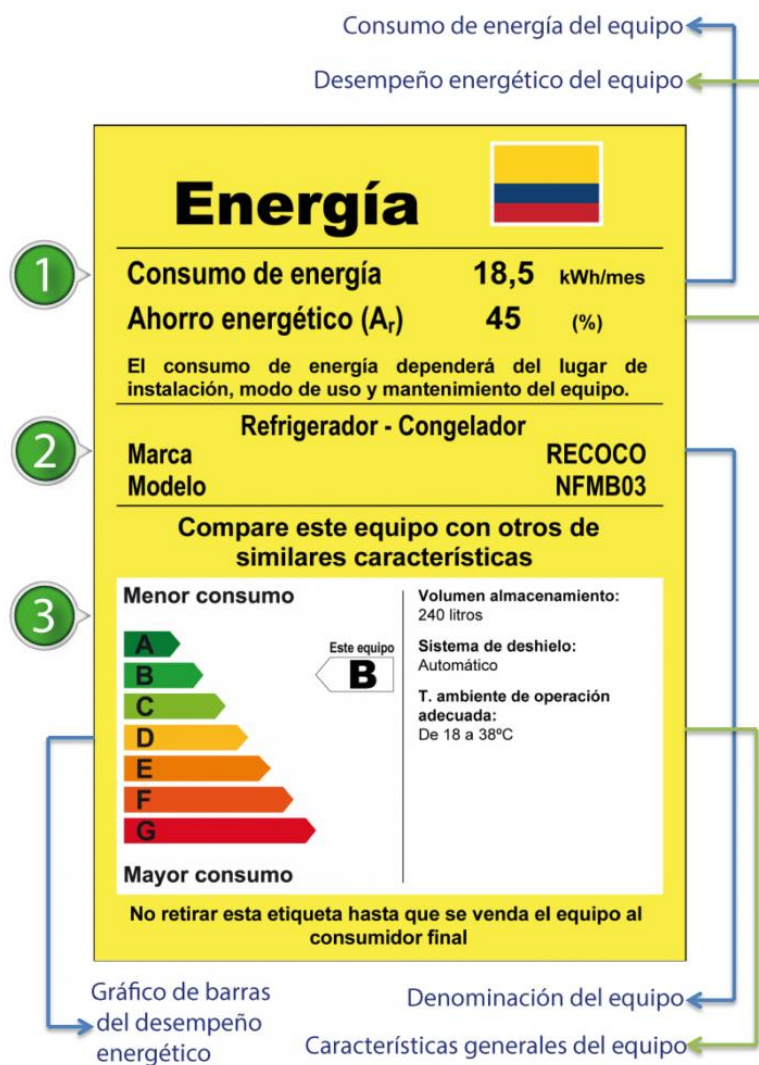 Consumo de energía del equipo
Desempeño energético del equipo
Energía
1
Consumo de energía 18,5 kWh/mes
Ahorro energético (Ar) 45 (%)
El consumo de energía dependerá del lugar de
instalación, modo de uso y mantenimiento del equipo.
2
Refrigerador - Congelador
Marca RECOCO
Modelo NFMB03
Compare este equipo con otros de
similares características
3
Menor consumo
A
B
C
D
E
F
G
Mayor consumo
Este equipo
B
Volumen almacenamiento:
240 litros
Sistema de deshielo:
Automático
T. ambiente de operación
adecuada:
De 18 a 38ºC
No retirar esta etiqueta hasta que se venda el equipo al
consumidor final
Gráfico de barras
del desempeño
energético
Denominación del equipo
Características generales del equipo